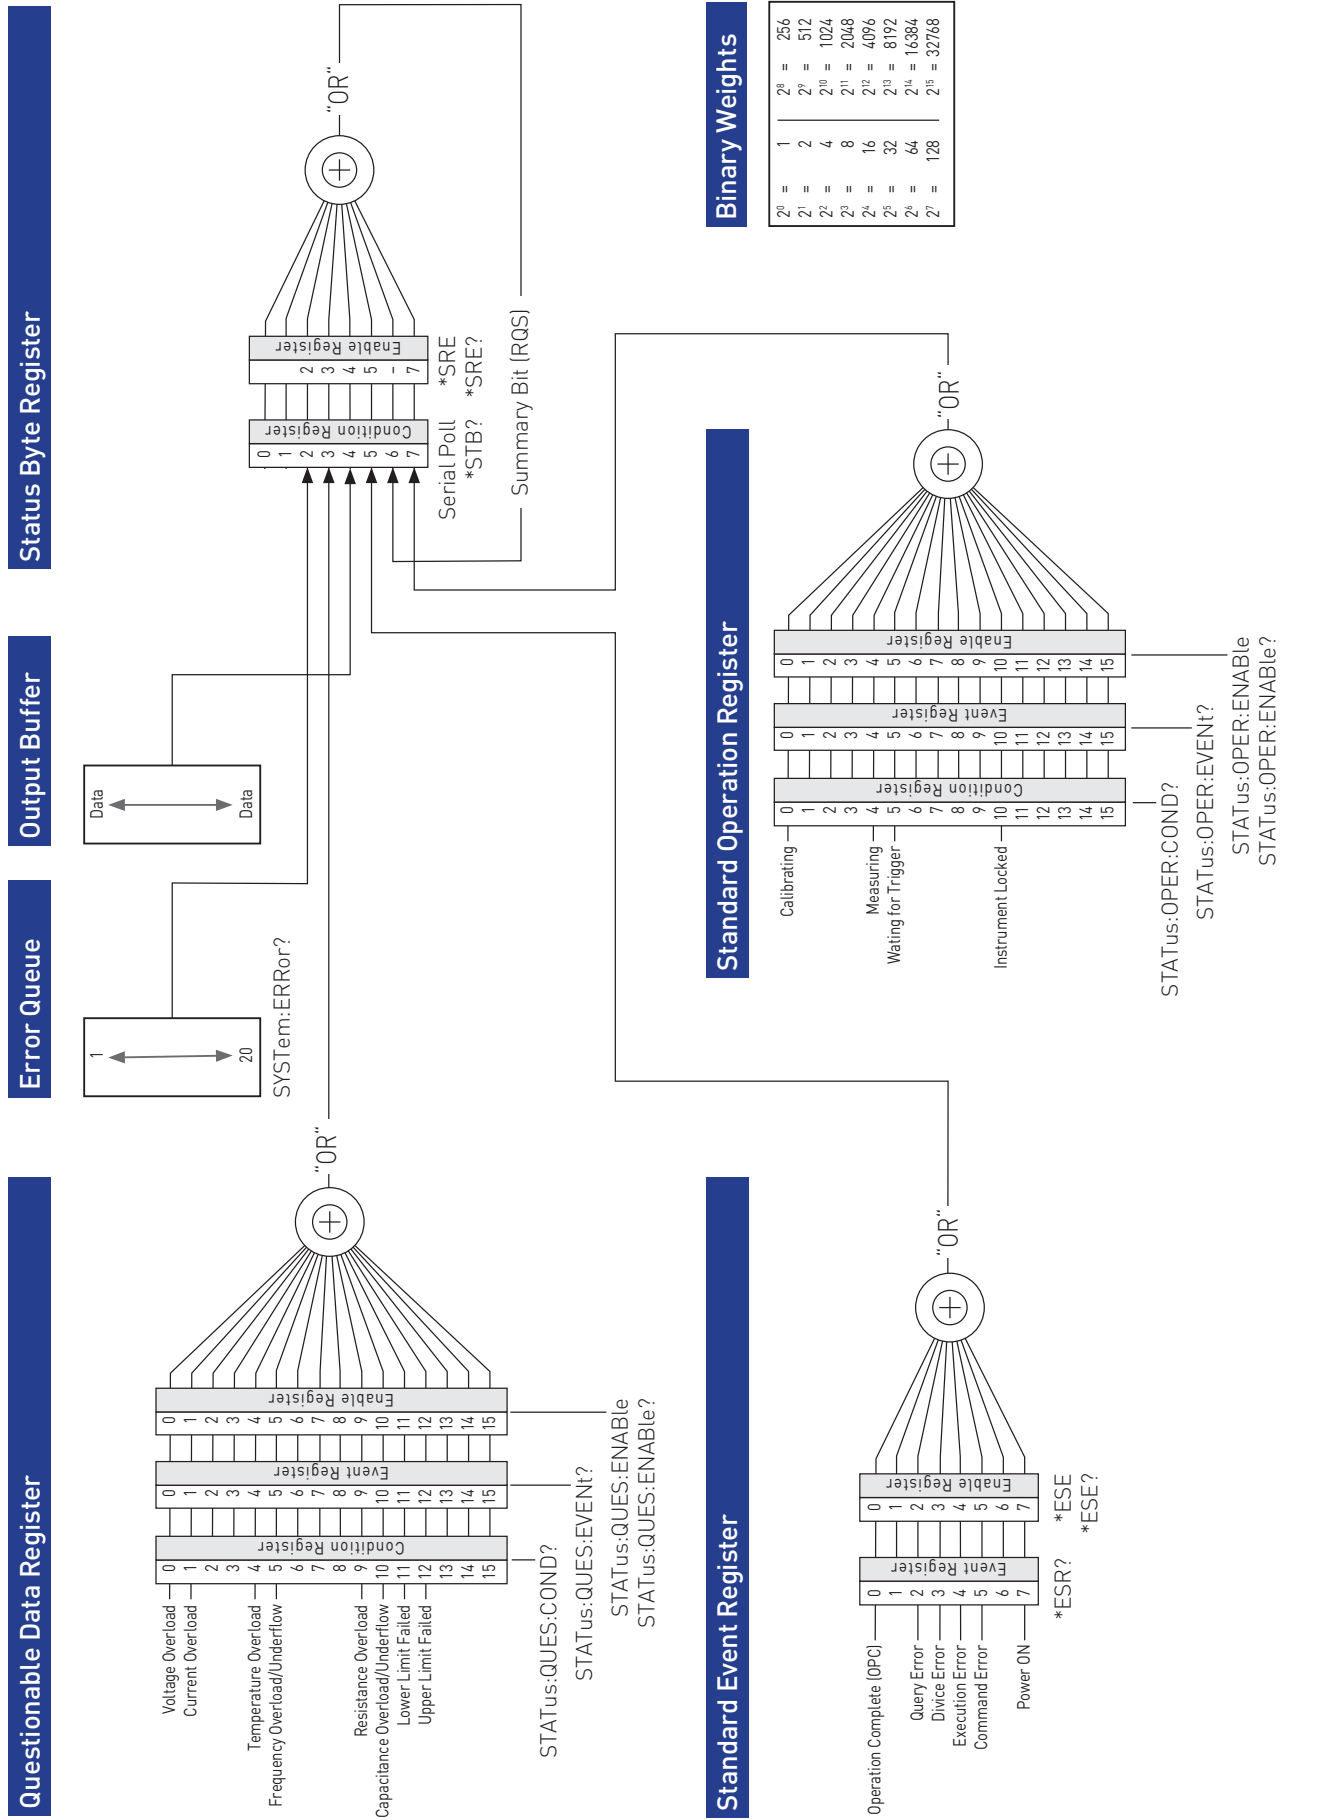 Questionable Data Register
Voltage Overload
Current Overload
Temperature Overload
Frequency Overload/Underflow
Resistance Overload
Capacitance Overload/Underflow
Lower Limit Failed
Upper Limit Failed
0
1
2
3
4
5
6
7
8
9
10
11
12
13
14
15
Condition Register
0
1
2
3
4
5
6
7
8
9
10
11
12
13
14
15
Event Register
0
1
2
3
4
5
6
7
8
9
10
11
12
13
14
15
Enable Register
"OR"
STATus:QUES:COND?
STATus:QUES:EVENt?
STATus:QUES:ENABle
STATus:QUES:ENABle?
Error Queue
1
20
SYSTem:ERRor?
Output Buffer
Data
Data
Status Byte Register
0
1
2
3
4
5
6
7
Condition Register
2
3
4
5
–
7
Enable Register
"OR"
Serial Poll
*STB?
*SRE
*SRE?
Summary Bit (RQS)
Standard Event Register
Operation Complete (OPC)
Query Error
Divice Error
Execution Error
Command Error
Power ON
0
1
2
3
4
5
6
7
Event Register
0
1
2
3
4
5
6
7
Enable Register
"OR"
*ESR?
*ESE
*ESE?
Standard Operation Register
Calibrating
Measuring
Wating for Trigger
Instrument Locked
0
1
2
3
4
5
6
7
8
9
10
11
12
13
14
15
Condition Register
0
1
2
3
4
5
6
7
8
9
10
11
12
13
14
15
Event Register
0
1
2
3
4
5
6
7
8
9
10
11
12
13
14
15
Enable Register
"OR"
STATus:OPER:COND?
STATus:OPER:EVENt?
STATus:OPER:ENABle
STATus:OPER:ENABle?
Binary Weights
2⁰ = 1 2⁸ = 256
2¹ = 2 2⁹ = 512
2² = 4 2¹⁰ = 1024
2³ = 8 2¹¹ = 2048
2⁴ = 16 2¹² = 4096
2⁵ = 32 2¹³ = 8192
2⁶ = 64 2¹⁴ = 16384
2⁷ = 128 2¹⁵ = 32768